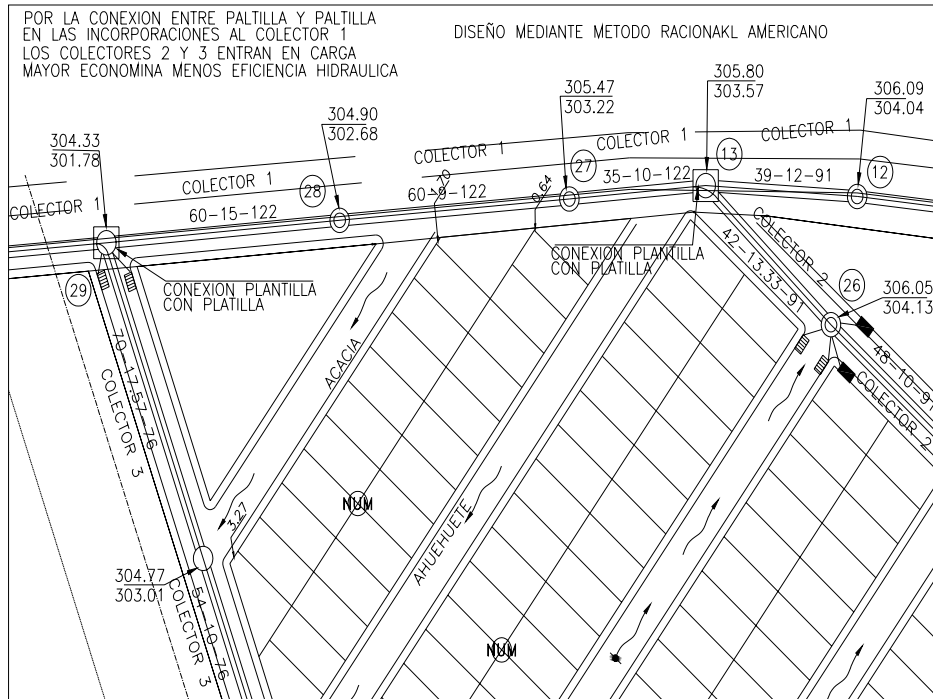 POR LA CONEXION ENTRE PALTILLA Y PALTILLA
EN LAS INCORPORACIONES AL COLECTOR 1
LOS COLECTORES 2 Y 3 ENTRAN EN CARGA
MAYOR ECONOMINA MENOS EFICIENCIA HIDRAULICA
DISEÑO MEDIANTE METODO RACIONAKL AMERICANO
305.80
303.57
305.47
303.22
306.09
304.04
304.90
302.68
304.33
301.78
COLECTOR 1
COLECTOR 1
COLECTOR 1
COLECTOR 1
COLECTOR 1
13
27
12
28
35-10-122
39-12-91
60-9-122
60-15-122
1.70
0.64
COLECTOR 2
42-13.33-91
CONEXION PLANTILLA
CON PLATILLA
CONEXION PLANTILLA
CON PLATILLA
29
26
306.05
304.13
48-10-91
COLECTOR 2
70-17.57-76
COLECTOR 3
ACACIA
AHUEHUETE
NUM
3.27
304.77
303.01
54-10-76
COLECTOR 3
NUM